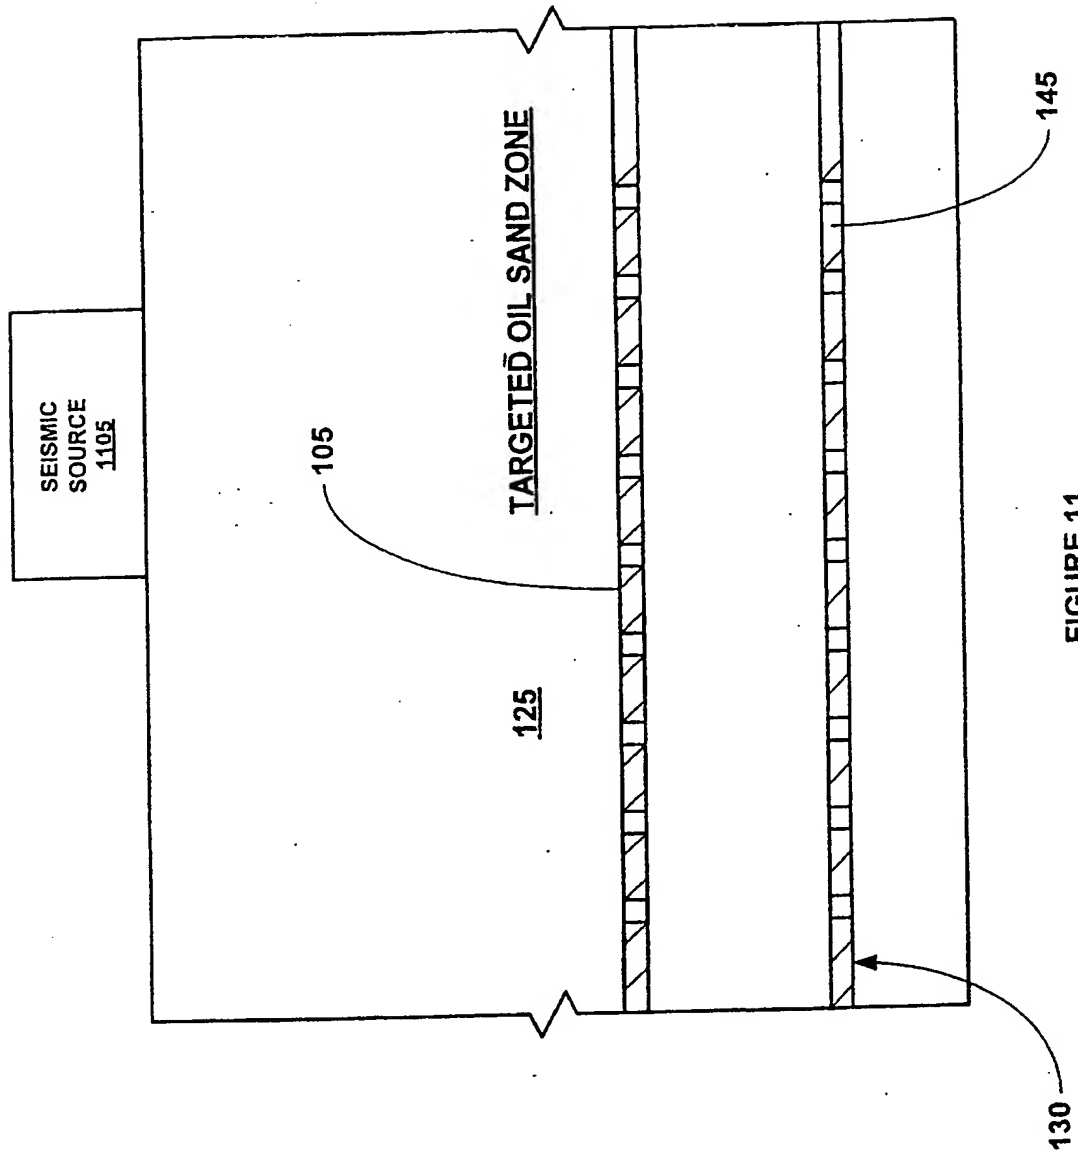 SEISMIC
SOURCE
1105
105
125
TARGETED OIL SAND ZONE
145
130
FIGURE 11